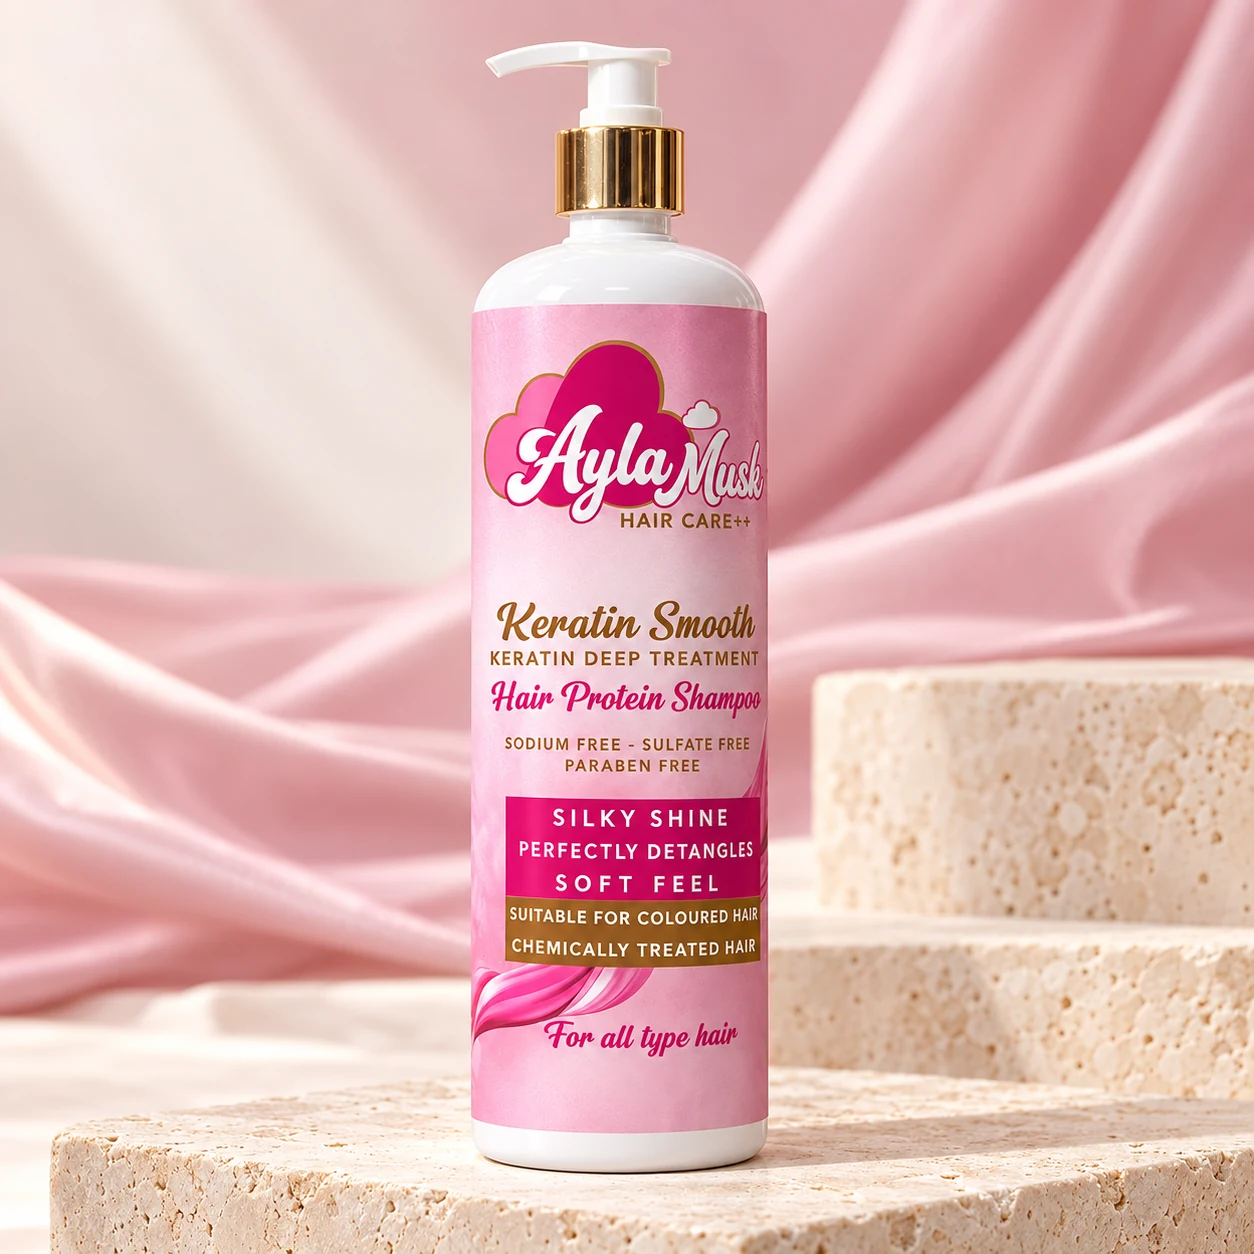 Ayla Musk
HAIR CARE++
Keratin Smooth
KERATIN DEEP TREATMENT
Hair Protein Shampoo
SODIUM FREE - SULFATE FREE
PARABEN FREE
SILKY SHINE
PERFECTLY DETANGLES
SOFT FEEL
SUITABLE FOR COLOURED HAIR
CHEMICALLY TREATED HAIR
For all type hair